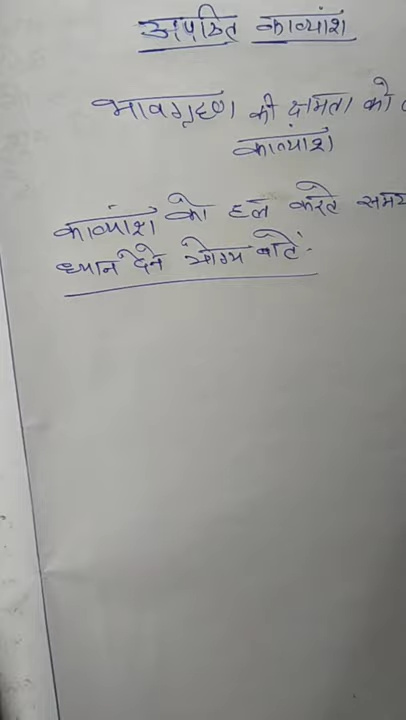 अपठित काव्यांश
भावग्रहण की क्षमता को
काव्यांश
काव्यांश को हल करते समय
ध्यान देने योग्य बातें-